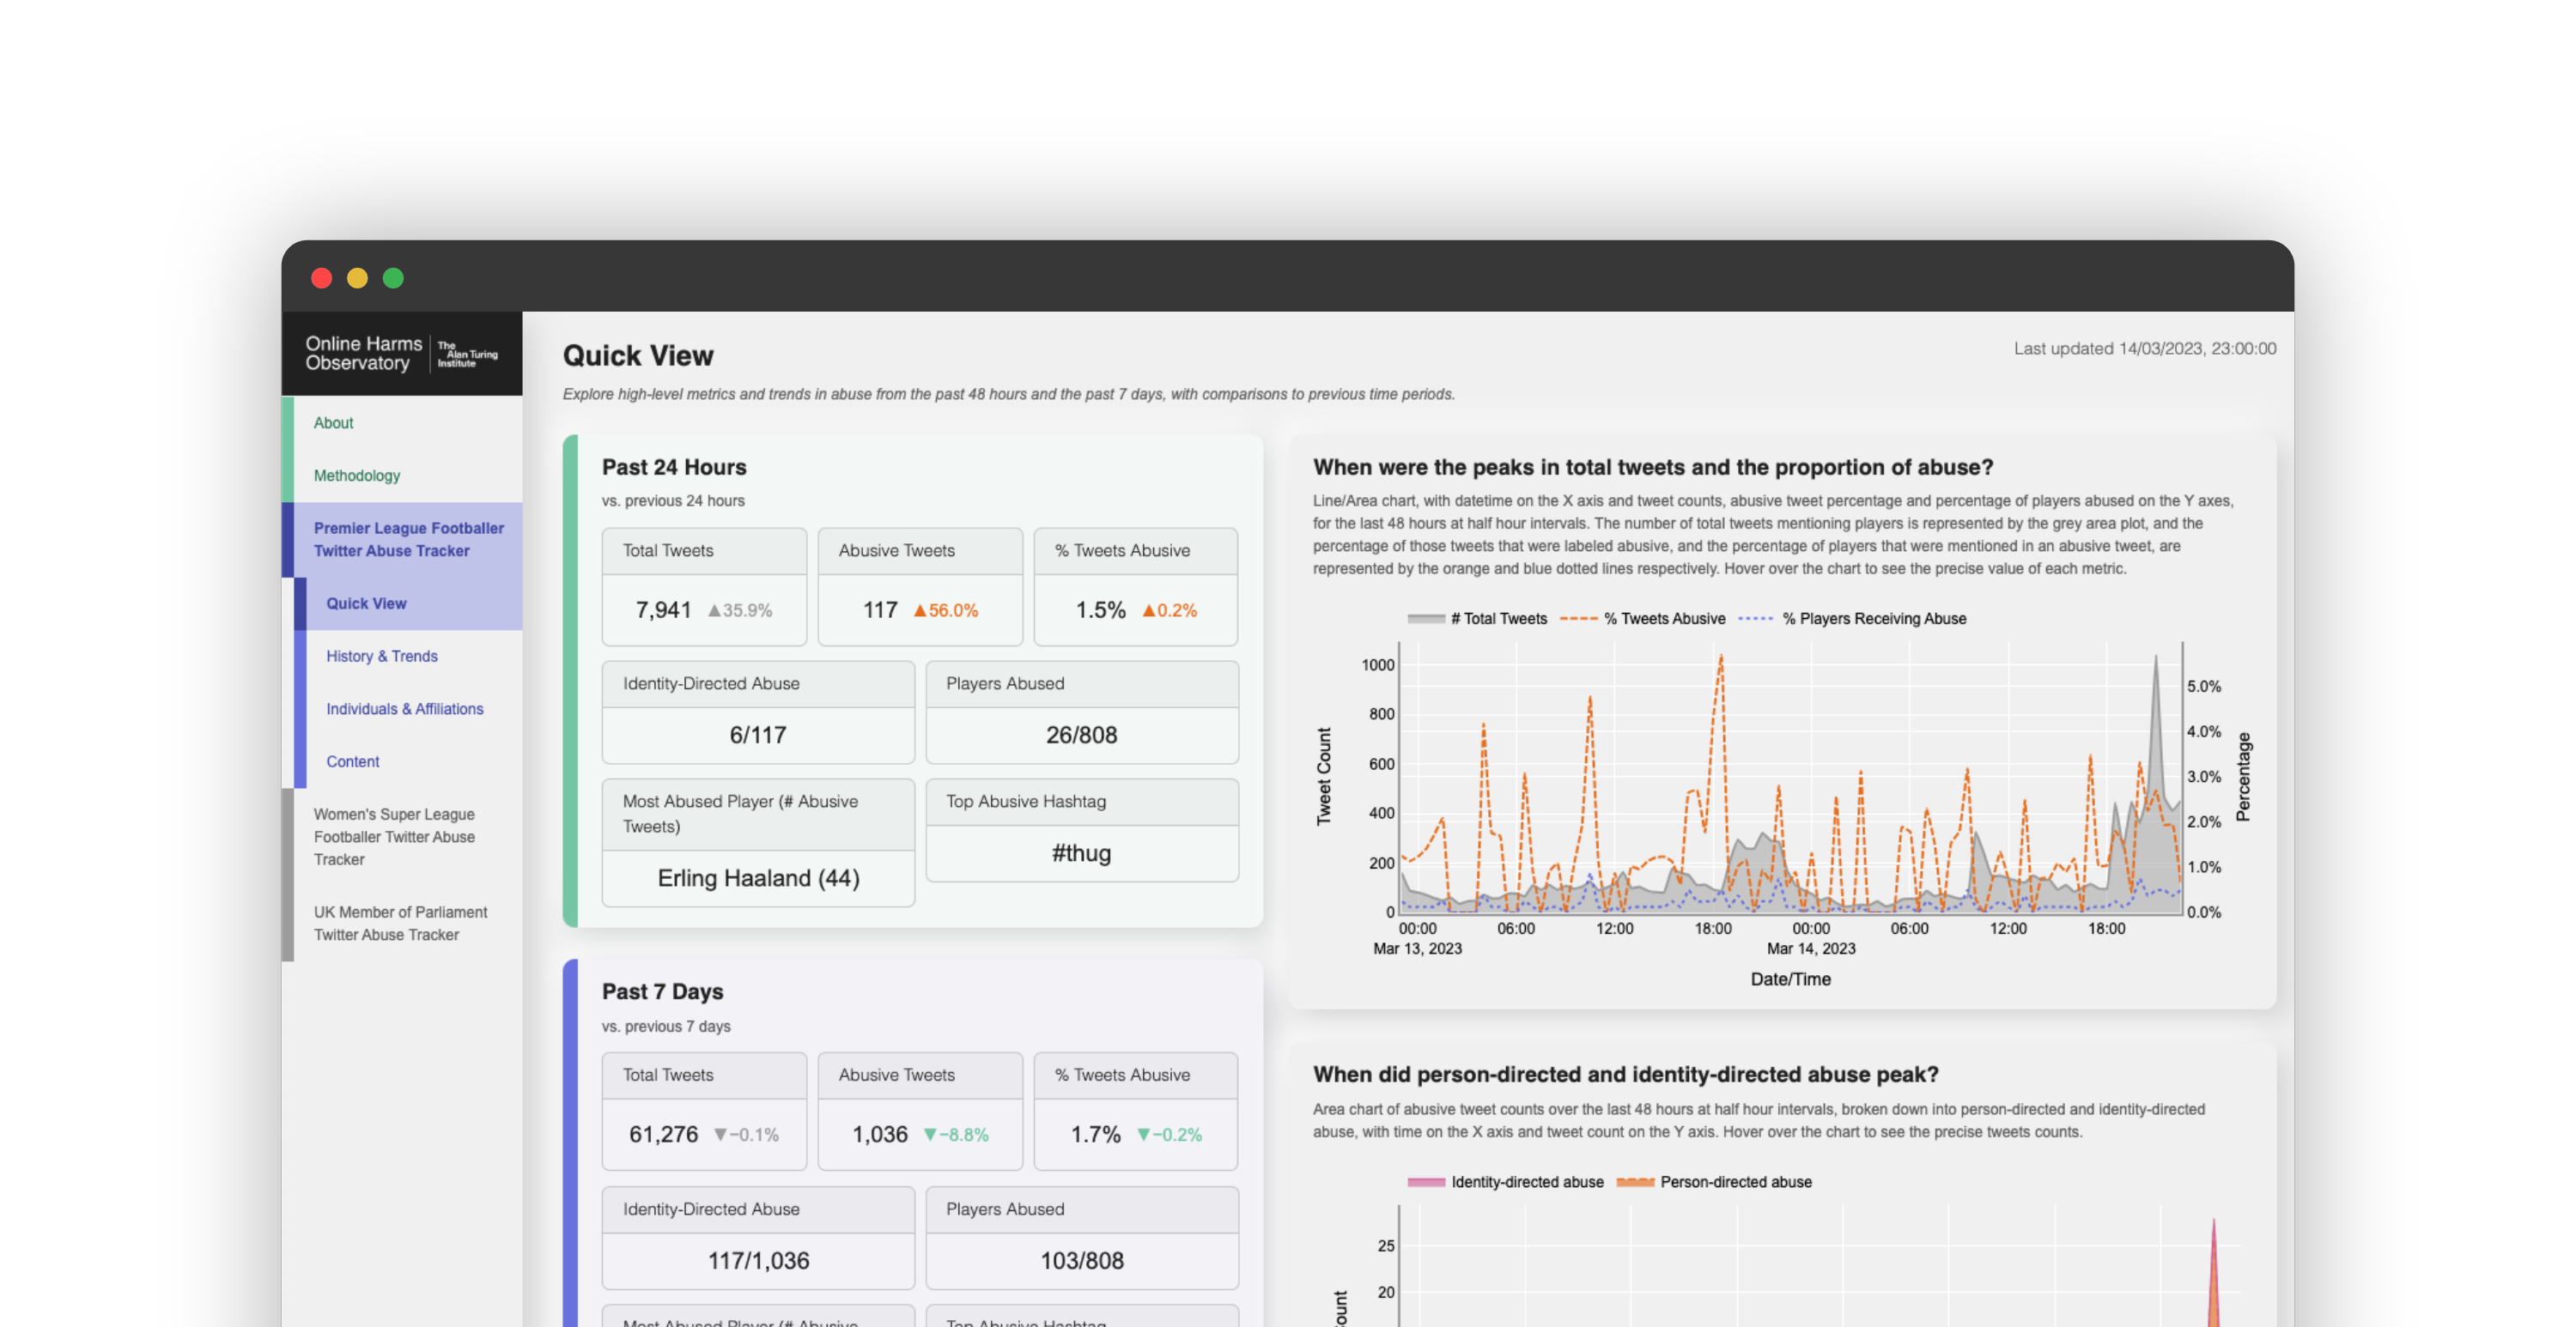 Online Harms
Observatory
The
Alan Turing
Institute
About
Methodology
Premier League Footballer
Twitter Abuse Tracker
Quick View
History & Trends
Individuals & Affiliations
Content
Women's Super League
Footballer Twitter Abuse
Tracker
UK Member of Parliament
Twitter Abuse Tracker
Quick View
Last updated 14/03/2023, 23:00:00
Explore high-level metrics and trends in abuse from the past 48 hours and the past 7 days, with comparisons to previous time periods.
Past 24 Hours
vs. previous 24 hours
Total Tweets
7,941 ▲35.9%
Abusive Tweets
117 ▲56.0%
% Tweets Abusive
1.5% ▲0.2%
Identity-Directed Abuse
6/117
Players Abused
26/808
Most Abused Player (# Abusive
Tweets)
Erling Haaland (44)
Top Abusive Hashtag
#thug
Past 7 Days
vs. previous 7 days
Total Tweets
61,276 ▼−0.1%
Abusive Tweets
1,036 ▼−8.8%
% Tweets Abusive
1.7% ▼−0.2%
Identity-Directed Abuse
117/1,036
Players Abused
103/808
Most Abused Player (# Abusive
Top Abusive Hashtag
When were the peaks in total tweets and the proportion of abuse?
Line/Area chart, with datetime on the X axis and tweet counts, abusive tweet percentage and percentage of players abused on the Y axes,
for the last 48 hours at half hour intervals. The number of total tweets mentioning players is represented by the grey area plot, and the
percentage of those tweets that were labeled abusive, and the percentage of players that were mentioned in an abusive tweet, are
represented by the orange and blue dotted lines respectively. Hover over the chart to see the precise value of each metric.
# Total Tweets % Tweets Abusive % Players Receiving Abuse
Tweet Count
1000
800
600
400
200
0
5.0%
4.0%
3.0%
2.0%
1.0%
0.0%
Percentage
00:00 06:00 12:00 18:00 00:00 06:00 12:00 18:00
Mar 13, 2023 Mar 14, 2023
Date/Time
When did person-directed and identity-directed abuse peak?
Area chart of abusive tweet counts over the last 48 hours at half hour intervals, broken down into person-directed and identity-directed
abuse, with time on the X axis and tweet count on the Y axis. Hover over the chart to see the precise tweets counts.
Identity-directed abuse Person-directed abuse
25
20